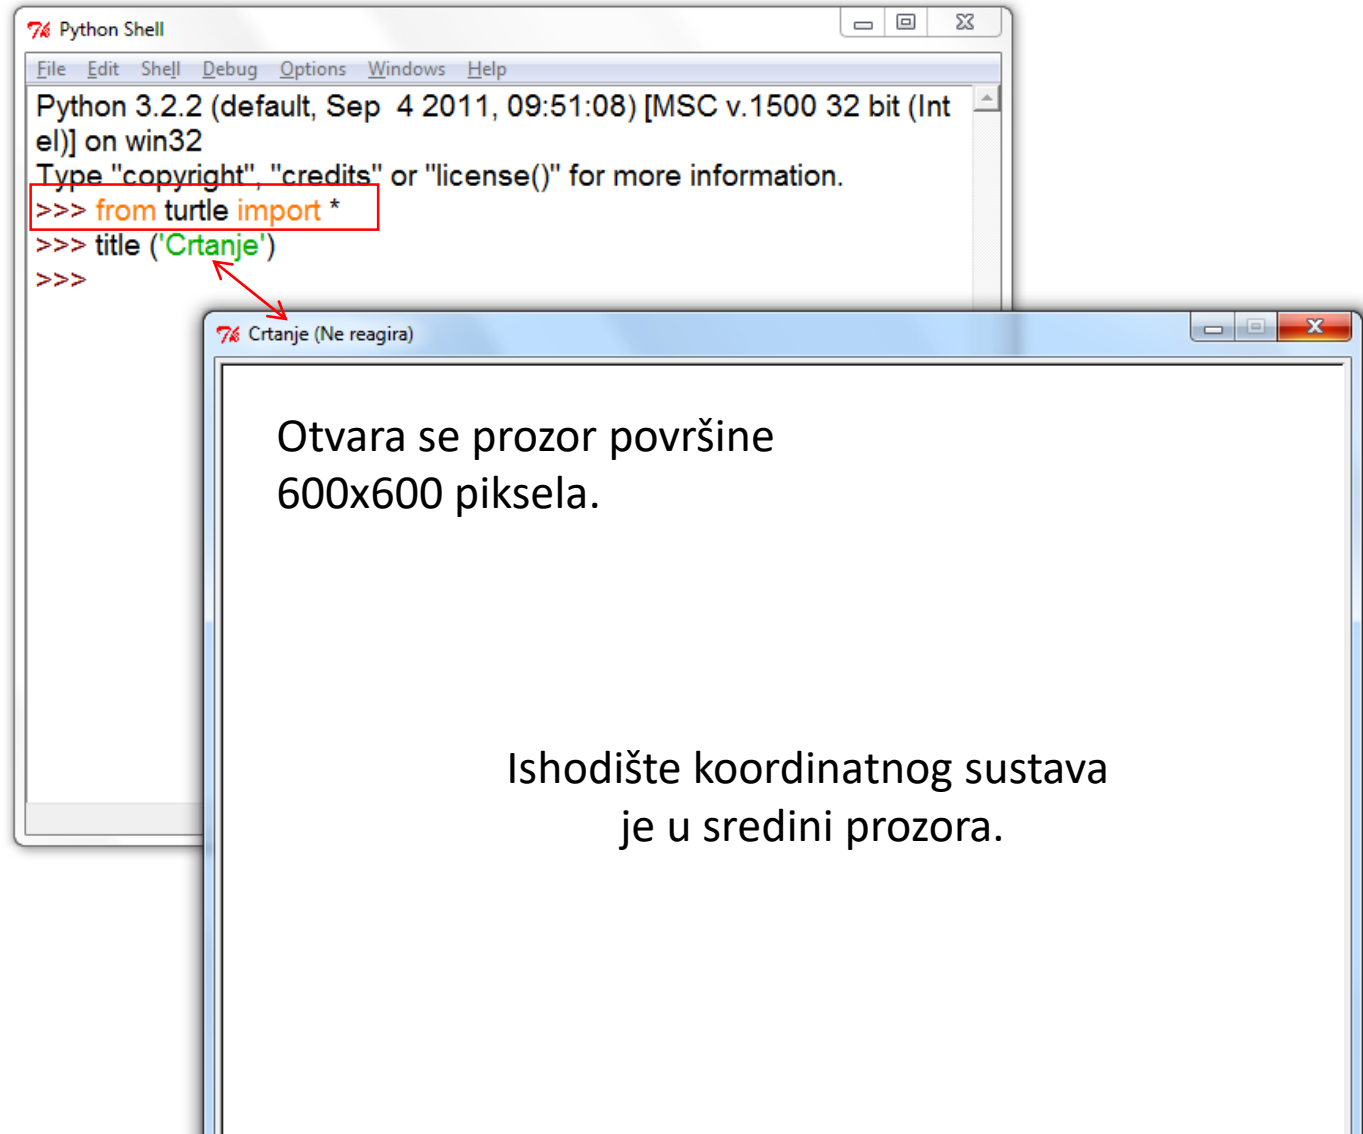 Python Shell
File Edit Shell Debug Options Windows Help
Python 3.2.2 (default, Sep  4 2011, 09:51:08) [MSC v.1500 32 bit (Int
el)] on win32
Type "copyright", "credits" or "license()" for more information.
>>> from turtle import *
>>> title ('Crtanje')
>>>
Crtanje (Ne reagira)
Otvara se prozor površine
600x600 piksela.
Ishodište koordinatnog sustava
je u sredini prozora.